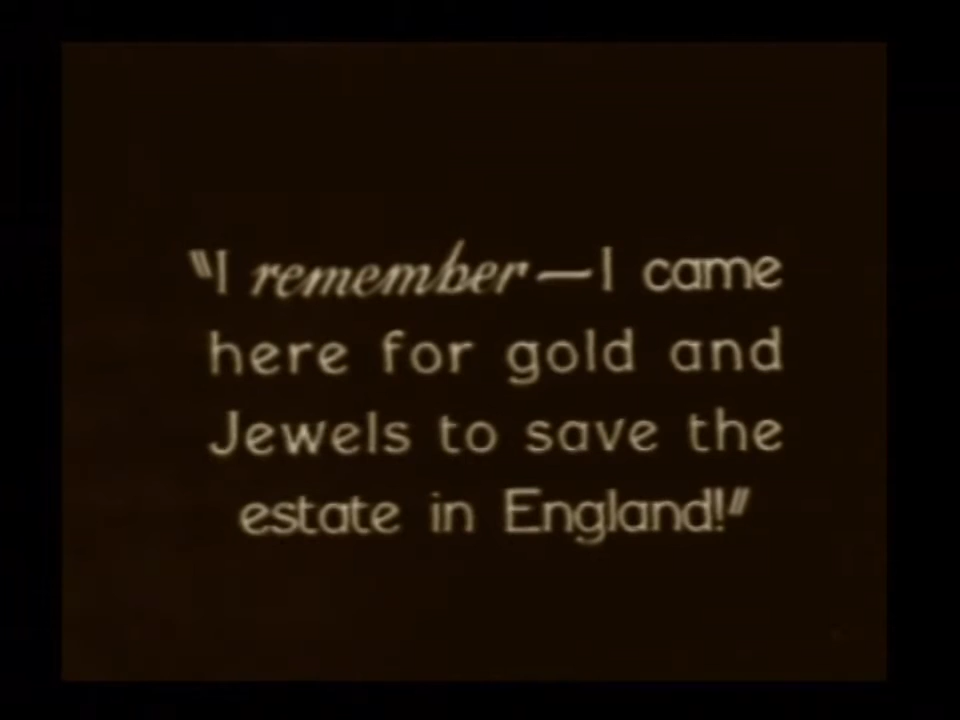 "I remember—I came
here for gold and
Jewels to save the
estate in England!"